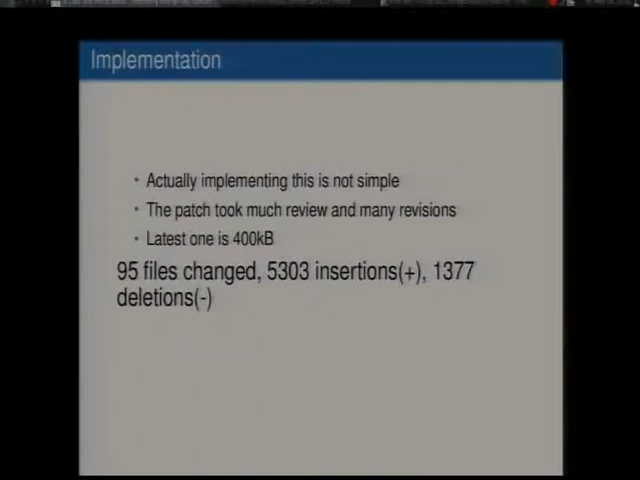 Implementation
• Actually implementing this is not simple
• The patch took much review and many revisions
• Latest one is 400kB
95 files changed, 5303 insertions(+), 1377
deletions(-)